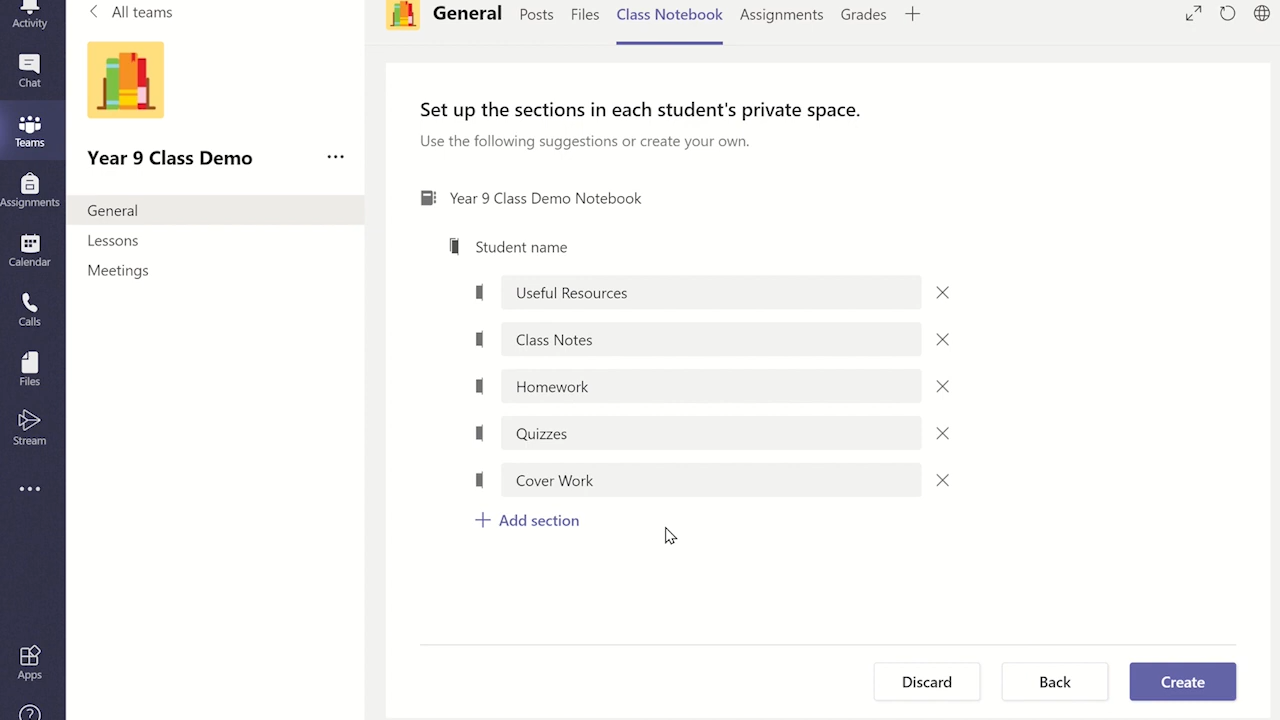 Activity
Chat
Teams
Assignments
Calendar
Calls
Files
Stream
Apps
All teams
Year 9 Class Demo
General
Lessons
Meetings
General Posts Files Class Notebook Assignments Grades
Set up the sections in each student's private space.
Use the following suggestions or create your own.
Year 9 Class Demo Notebook
Student name
Useful Resources
Class Notes
Homework
Quizzes
Cover Work
Add section
Discard Back Create